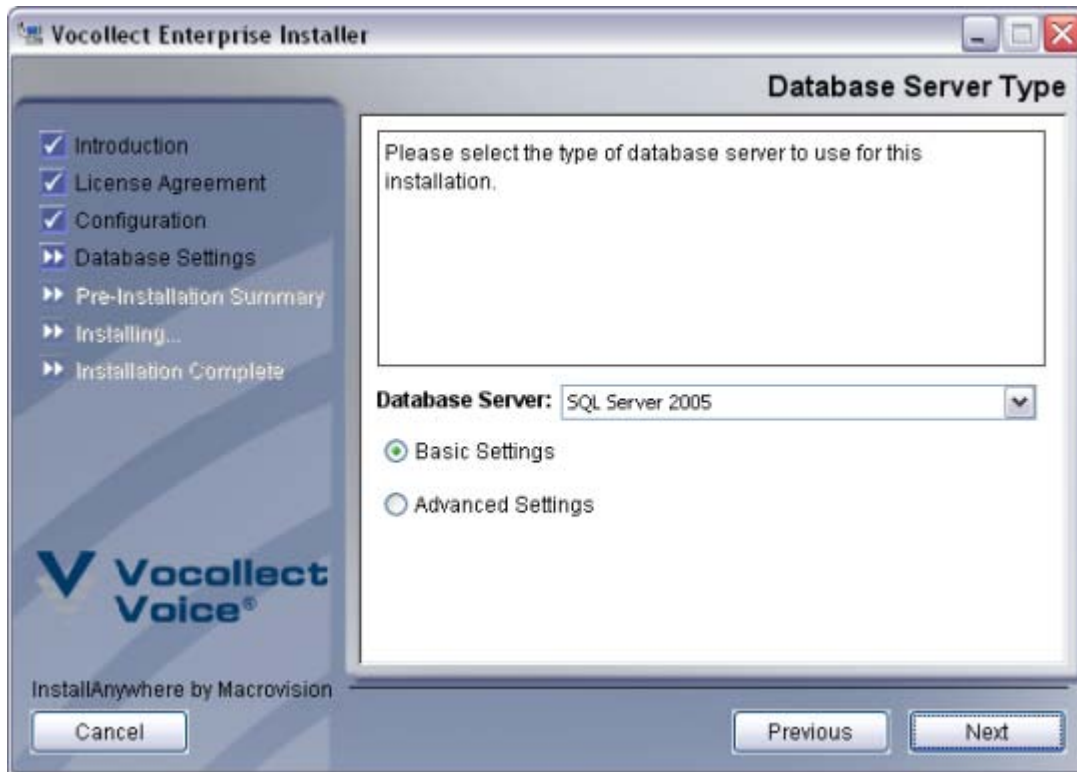 Vocollect Enterprise Installer
Database Server Type
Introduction
License Agreement
Configuration
Database Settings
Pre-Installation Summary
Installing...
Installation Complete
Please select the type of database server to use for this
installation.
Database Server: SQL Server 2005
Basic Settings
Advanced Settings
Vocollect
Voice®
InstallAnywhere by Macrovision
Cancel
Previous
Next